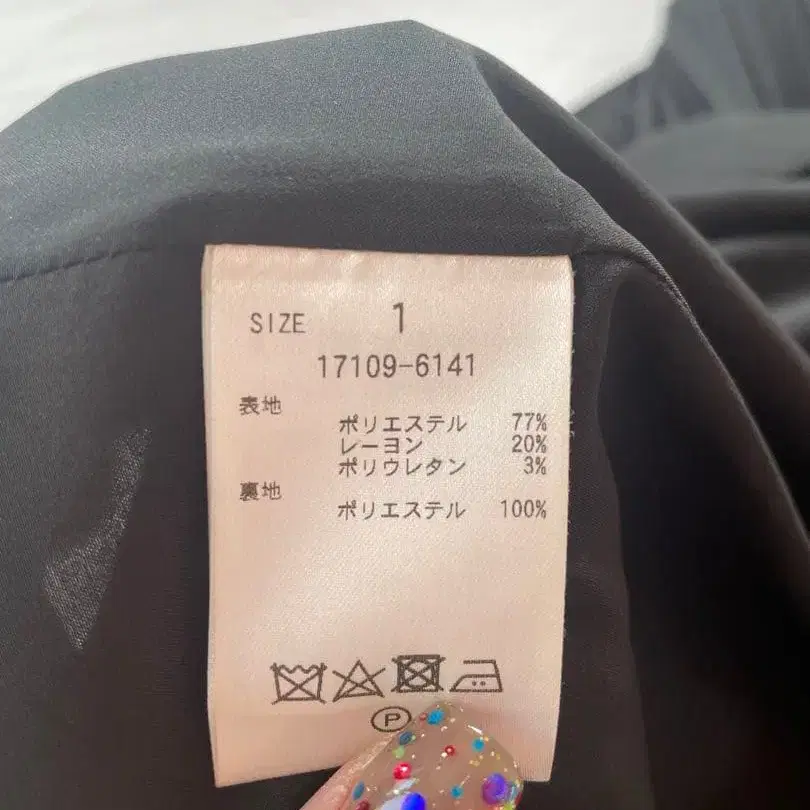 SIZE 1
17109-6141
表地
ポリエステル 77%
レーヨン 20%
ポリウレタン 3%
裏地
ポリエステル 100%
P